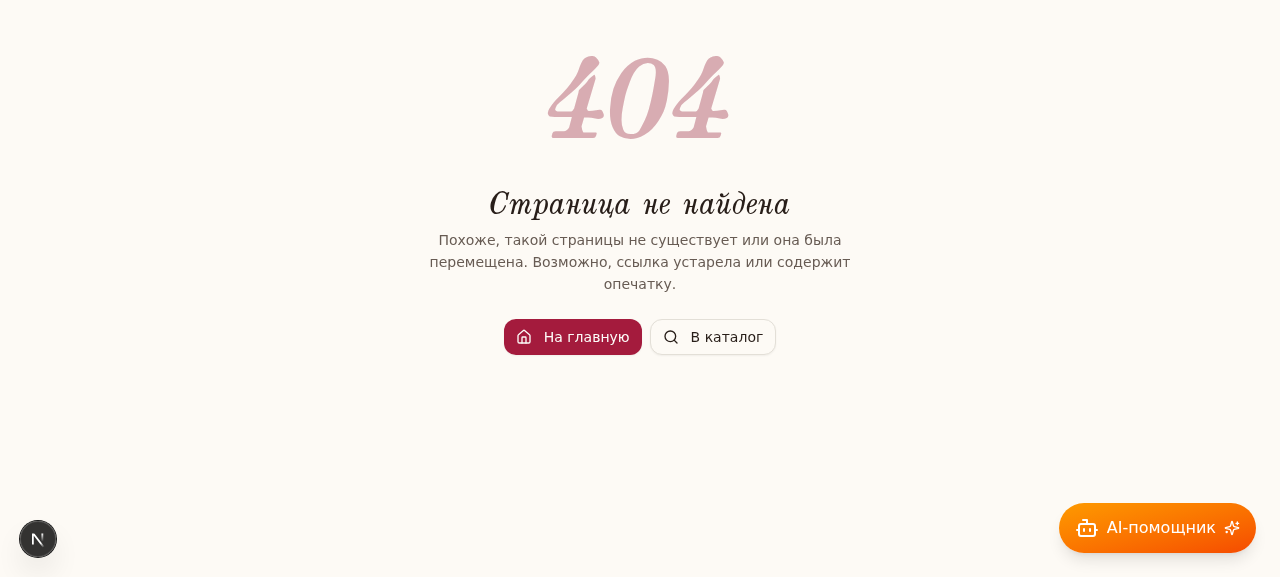 404
Страница не найдена
Похоже, такой страницы не существует или она была
перемещена. Возможно, ссылка устарела или содержит
опечатку.
На главную
В каталог
AI-помощник
N